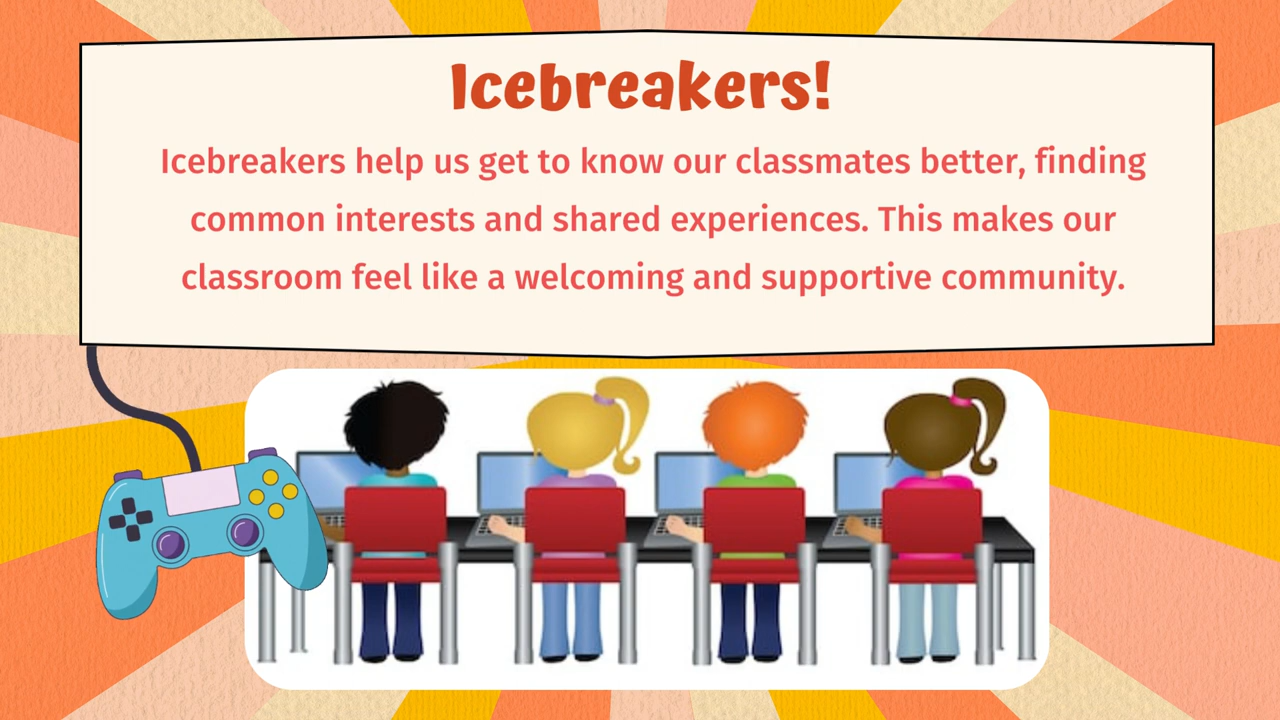 Icebreakers!
Icebreakers help us get to know our classmates better, finding
common interests and shared experiences. This makes our
classroom feel like a welcoming and supportive community.